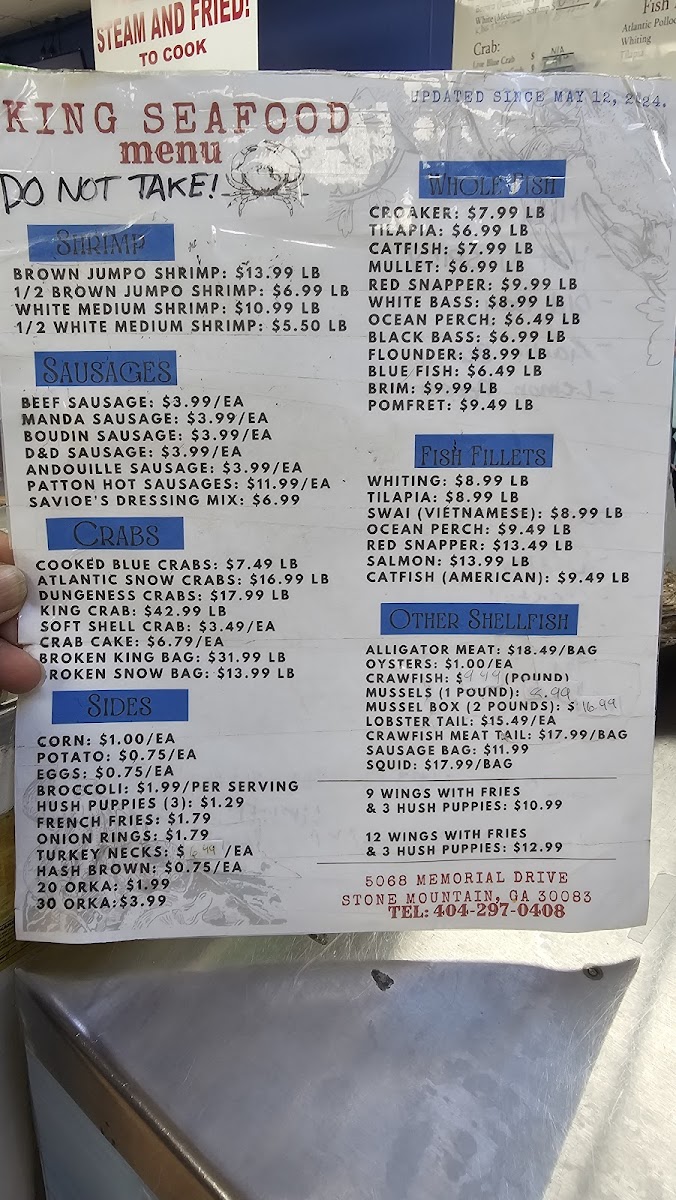 STEAM AND FRIED!
TO COOK
Fish
Atlantic
Whiting
Tilapia
Crab:
Live Blue Crab $ N/A
KING SEAFOOD
menu
DO NOT TAKE!
UPDATED SINCE MAY 12, 2024.
SHRIMP
BROWN JUMPO SHRIMP: $13.99 LB
1/2 BROWN JUMPO SHRIMP: $6.99 LB
WHITE MEDIUM SHRIMP: $10.99 LB
1/2 WHITE MEDIUM SHRIMP: $5.50 LB
SAUSAGES
BEEF SAUSAGE: $3.99/EA
MANDA SAUSAGE: $3.99/EA
BOUDIN SAUSAGE: $3.99/EA
D&D SAUSAGE: $3.99/EA
ANDOUILLE SAUSAGE: $3.99/EA
PATTON HOT SAUSAGES: $11.99/EA
SAVIOE'S DRESSING MIX: $6.99
CRABS
COOKED BLUE CRABS: $7.49 LB
ATLANTIC SNOW CRABS: $16.99 LB
DUNGENESS CRABS: $17.99 LB
KING CRAB: $42.99 LB
SOFT SHELL CRAB: $3.49/EA
CRAB CAKE: $6.79/EA
BROKEN KING BAG: $31.99 LB
BROKEN SNOW BAG: $13.99 LB
SIDES
CORN: $1.00/EA
POTATO: $0.75/EA
EGGS: $0.75/EA
BROCCOLI: $1.99/PER SERVING
HUSH PUPPIES (3): $1.29
FRENCH FRIES: $1.79
ONION RINGS: $1.79
TURKEY NECKS: $6.99 /EA
HASH BROWN: $0.75/EA
20 ORKA: $1.99
30 ORKA:$3.99
WHOLE FISH
CROAKER: $7.99 LB
TILAPIA: $6.99 LB
CATFISH: $7.99 LB
MULLET: $6.99 LB
RED SNAPPER: $9.99 LB
WHITE BASS: $8.99 LB
OCEAN PERCH: $6.49 LB
BLACK BASS: $6.99 LB
FLOUNDER: $8.99 LB
BLUE FISH: $6.49 LB
BRIM: $9.99 LB
POMFRET: $9.49 LB
FISH FILLETS
WHITING: $8.99 LB
TILAPIA: $8.99 LB
SWAI (VIETNAMESE): $8.99 LB
OCEAN PERCH: $9.49 LB
RED SNAPPER: $13.49 LB
SALMON: $13.99 LB
CATFISH (AMERICAN): $9.49 LB
OTHER SHELLFISH
ALLIGATOR MEAT: $18.49/BAG
OYSTERS: $1.00/EA
CRAWFISH: $9.99 (POUND)
MUSSELS (1 POUND):
MUSSEL BOX (2 POUNDS): $16.99
LOBSTER TAIL: $15.49/EA
CRAWFISH MEAT TAIL: $17.99/BAG
SAUSAGE BAG: $11.99
SQUID: $17.99/BAG
9 WINGS WITH FRIES
& 3 HUSH PUPPIES: $10.99
12 WINGS WITH FRIES
& 3 HUSH PUPPIES: $12.99
5068 MEMORIAL DRIVE
STONE MOUNTAIN, GA 30083
TEL: 404-297-0408